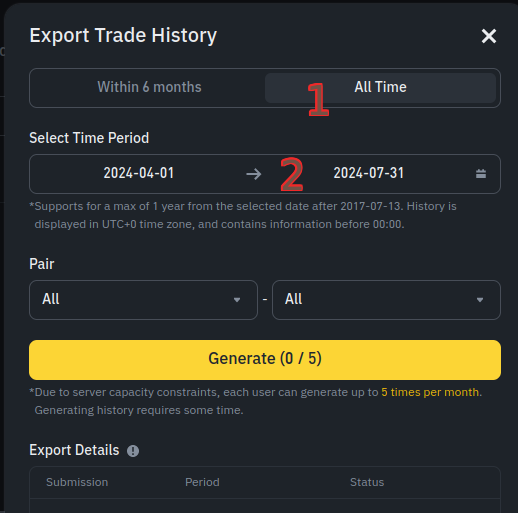 Export Trade History
Within 6 months
All Time
1
Select Time Period
2024-04-01 → 2024-07-31
2
*Supports for a max of 1 year from the selected date after 2017-07-13. History is
displayed in UTC+0 time zone, and contains information before 00:00.
Pair
All - All
Generate (0 / 5)
*Due to server capacity constraints, each user can generate up to 5 times per month.
Generating history requires some time.
Export Details
Submission Period Status